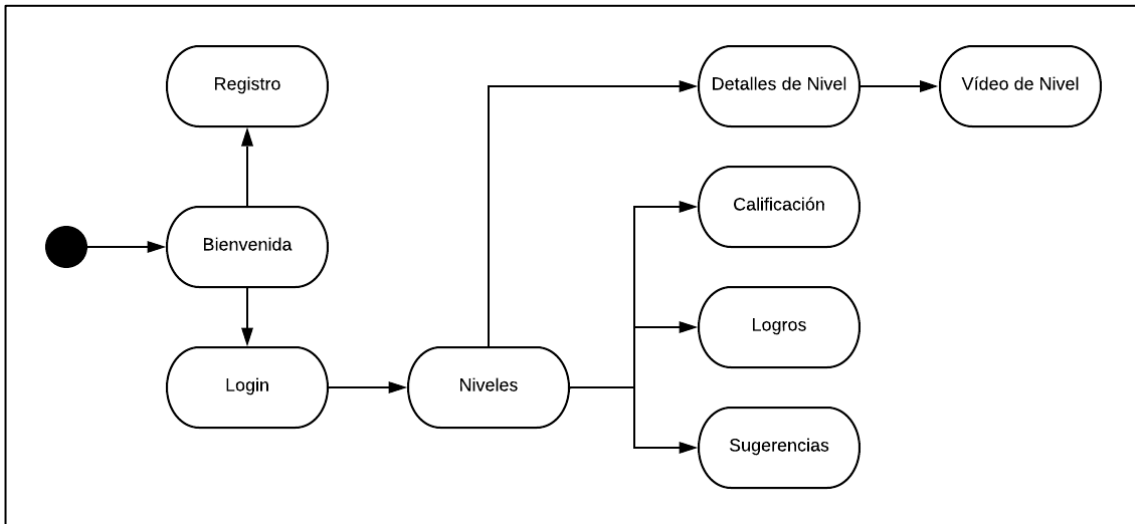 Registro
Detalles de Nivel
Vídeo de Nivel
Bienvenida
Calificación
Logros
Login
Niveles
Sugerencias